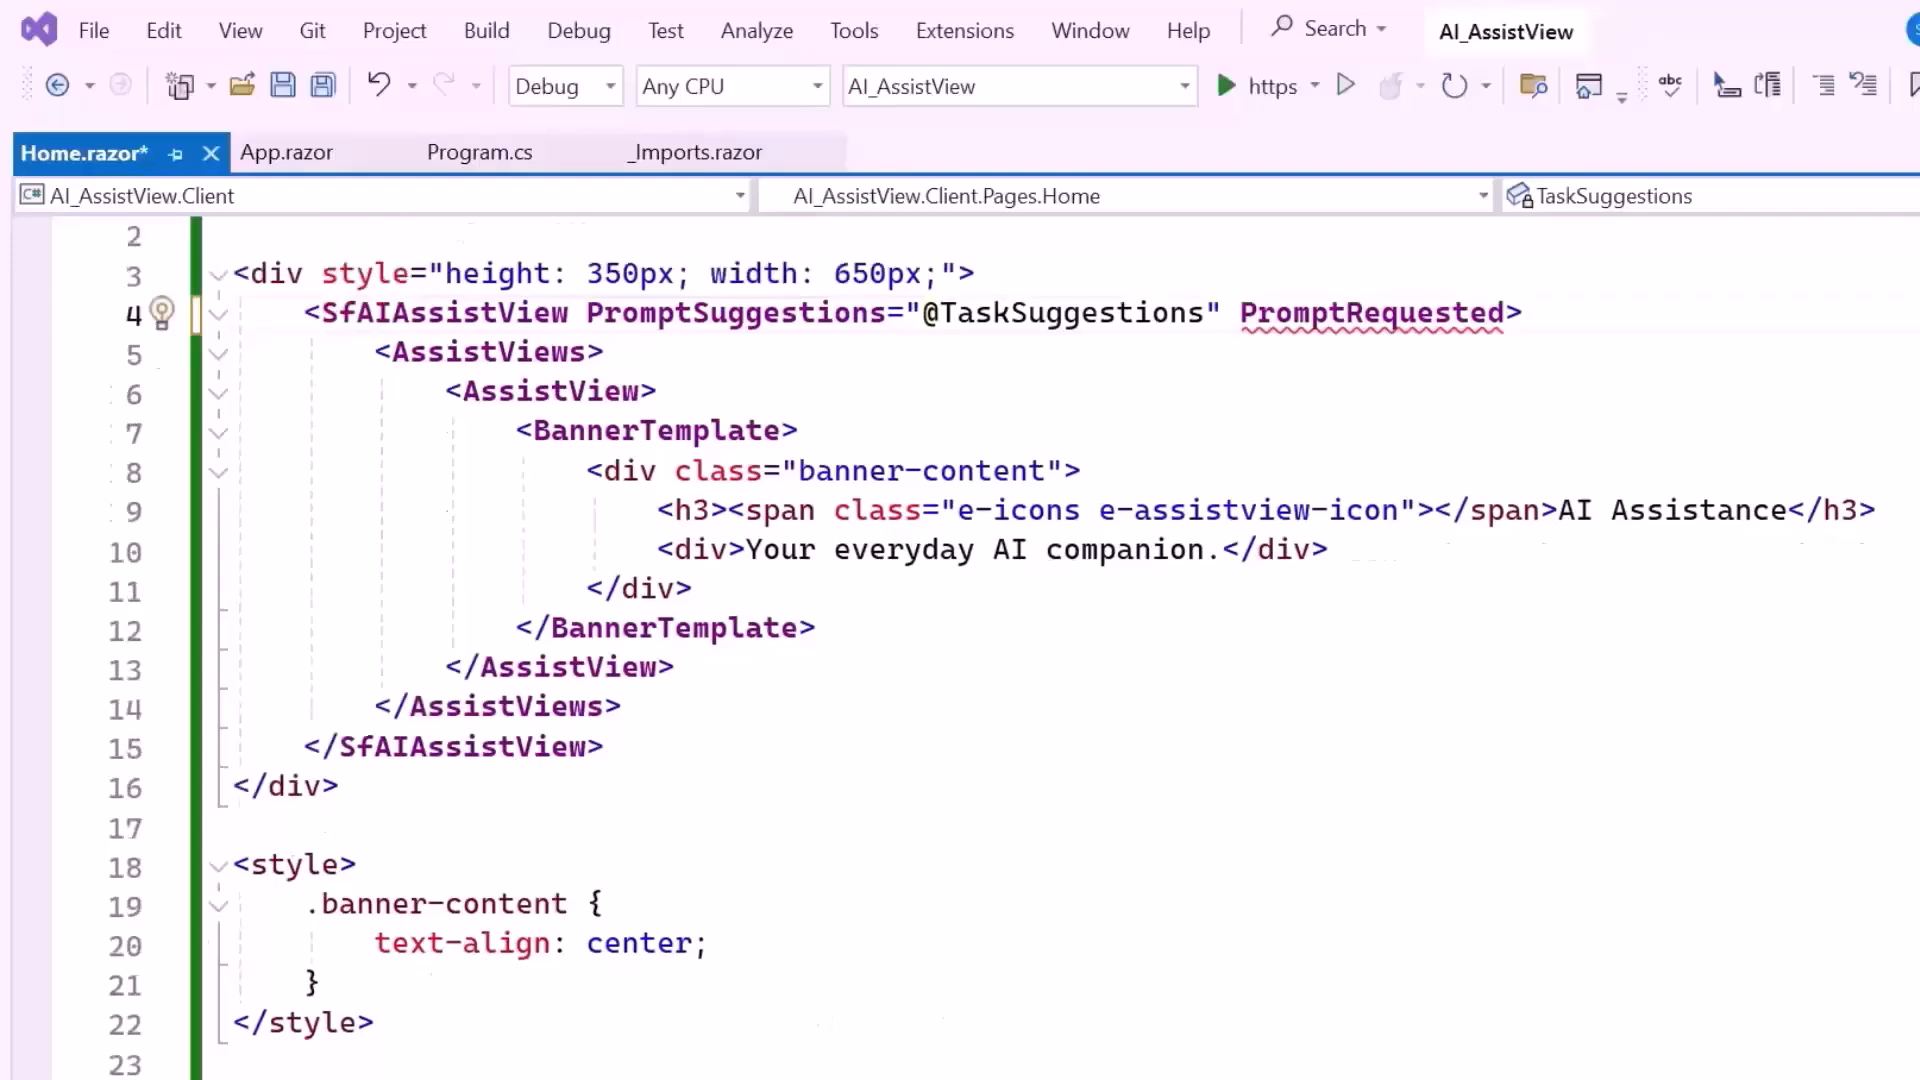 File Edit View Git Project Build Debug Test Analyze Tools Extensions Window Help Search AI_AssistView
Debug Any CPU AI_AssistView https abc
Home.razor* App.razor Program.cs _Imports.razor
C# AI_AssistView.Client AI_AssistView.Client.Pages.Home TaskSuggestions
2
3 <div style="height: 350px; width: 650px;">
4 <SfAIAssistView PromptSuggestions="@TaskSuggestions" PromptRequested>
5 <AssistViews>
6 <AssistView>
7 <BannerTemplate>
8 <div class="banner-content">
9 <h3><span class="e-icons e-assistview-icon"></span>AI Assistance</h3>
10 <div>Your everyday AI companion.</div>
11 </div>
12 </BannerTemplate>
13 </AssistView>
14 </AssistViews>
15 </SfAIAssistView>
16 </div>
17
18 <style>
19 .banner-content {
20 text-align: center;
21 }
22 </style>
23